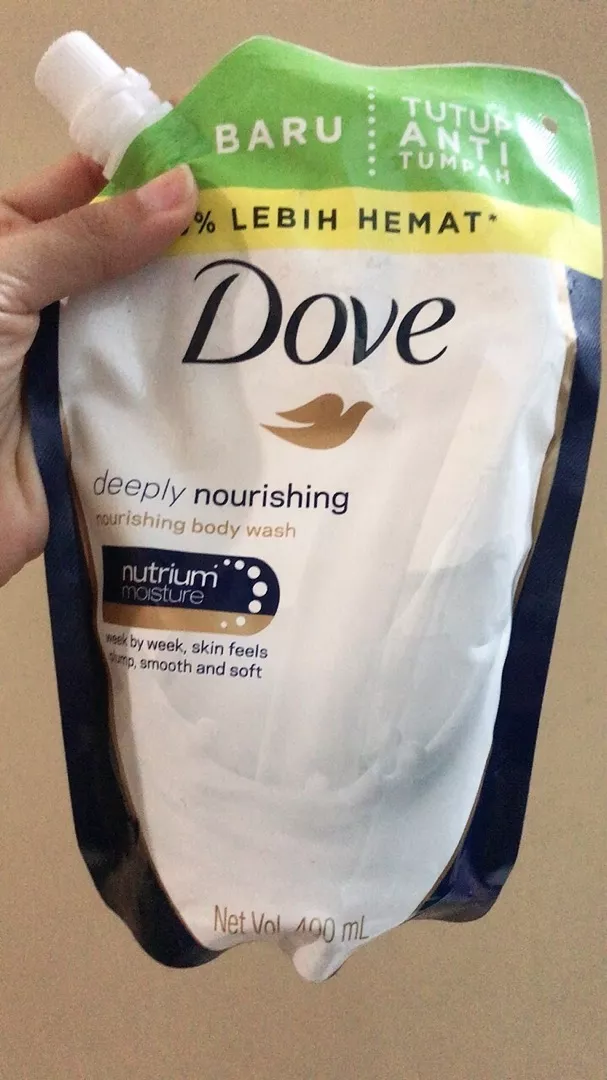 BARU
TUTUP
ANTI
TUMPAH
% LEBIH HEMAT*
Dove
deeply nourishing
nourishing body wash
nutrium
moisture
week by week, skin feels
plump, smooth and soft
Net Vol 400 mL